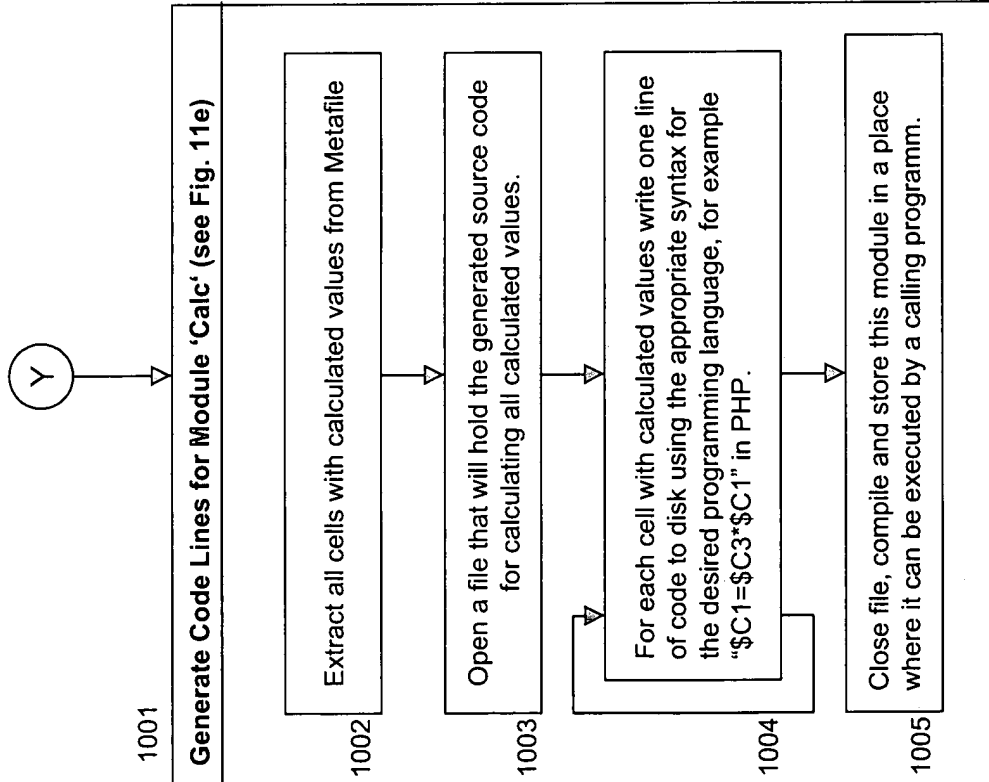 Y
1001
Generate Code Lines for Module ‘Calc‘ (see Fig. 11e)
Extract all cells with calculated values from Metafile
1002
Open a file that will hold the generated source code
for calculating all calculated values.
1003
For each cell with calculated values write one line
of code to disk using the appropriate syntax for
the desired programming language, for example
“$C1=$C3*$C1” in PHP.
1004
Close file, compile and store this module in a place
where it can be executed by a calling programm.
1005